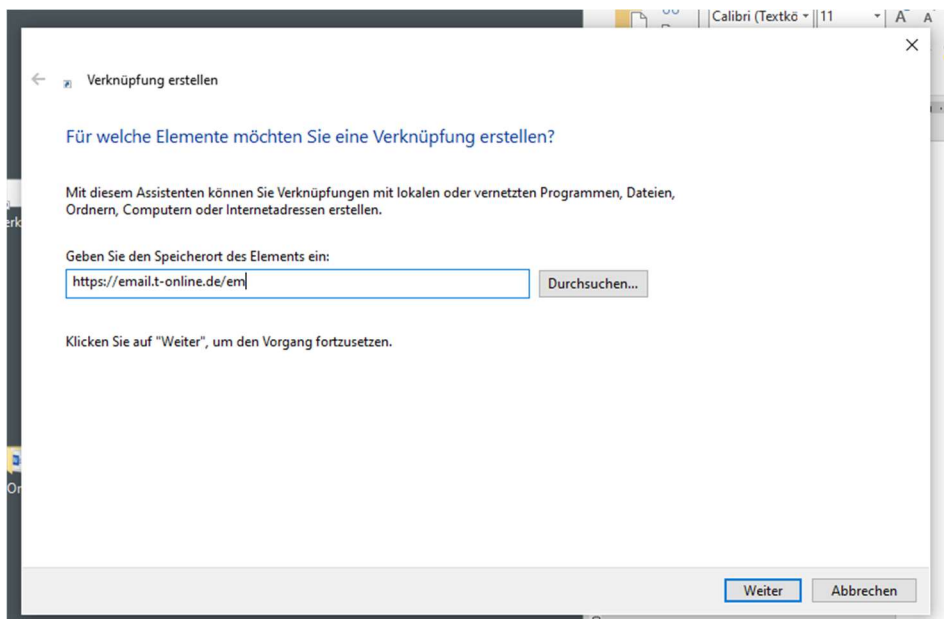 Calibri (Textkö
11
A A
Verknüpfung erstellen
Für welche Elemente möchten Sie eine Verknüpfung erstellen?
Mit diesem Assistenten können Sie Verknüpfungen mit lokalen oder vernetzten Programmen, Dateien,
Ordnern, Computern oder Internetadressen erstellen.
Geben Sie den Speicherort des Elements ein:
https://email.t-online.de/em
Durchsuchen...
Klicken Sie auf "Weiter", um den Vorgang fortzusetzen.
Weiter
Abbrechen